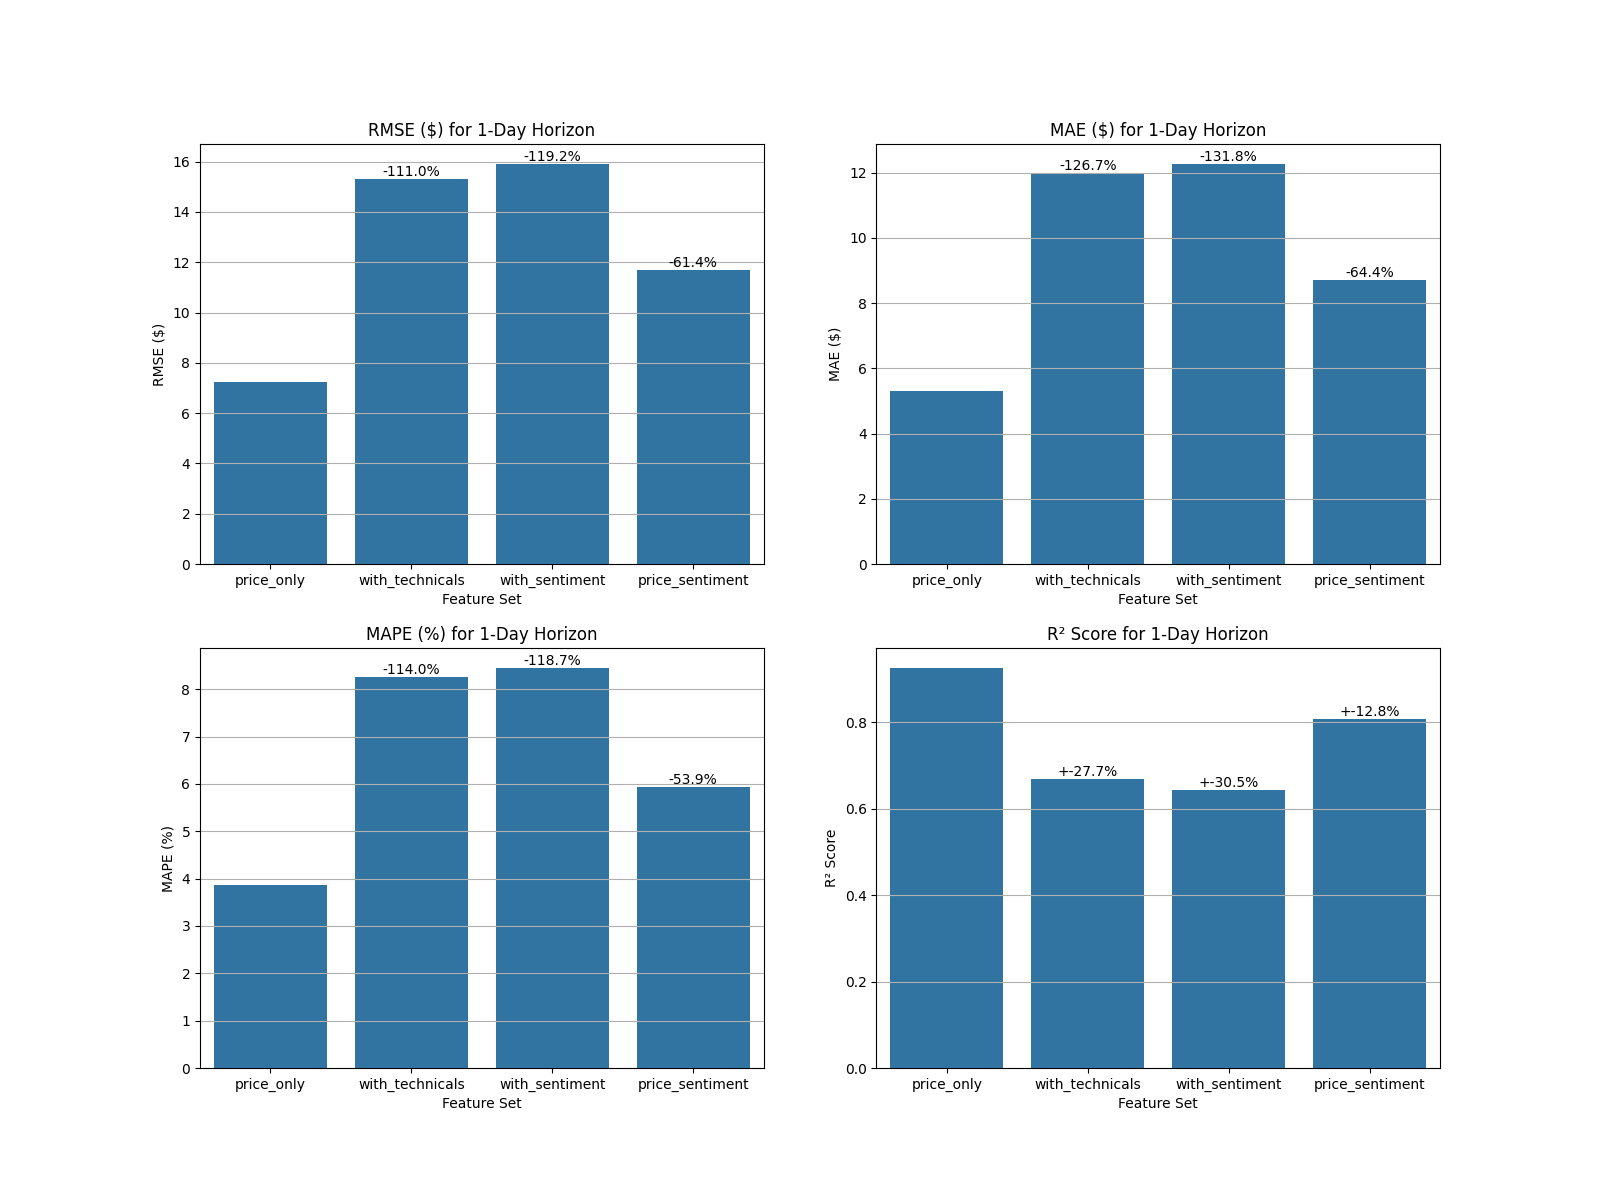 RMSE ($) for 1-Day Horizon
16
14
12
10
8
6
4
2
0
RMSE ($)
-111.0%
-119.2%
-61.4%
price_only
with_technicals
with_sentiment
price_sentiment
Feature Set
MAE ($) for 1-Day Horizon
12
10
8
6
4
2
0
MAE ($)
-126.7%
-131.8%
-64.4%
price_only
with_technicals
with_sentiment
price_sentiment
Feature Set
MAPE (%) for 1-Day Horizon
8
7
6
5
4
3
2
1
0
MAPE (%)
-114.0%
-118.7%
-53.9%
price_only
with_technicals
with_sentiment
price_sentiment
Feature Set
R² Score for 1-Day Horizon
0.8
0.6
0.4
0.2
0.0
R² Score
+-27.7%
+-30.5%
+-12.8%
price_only
with_technicals
with_sentiment
price_sentiment
Feature Set